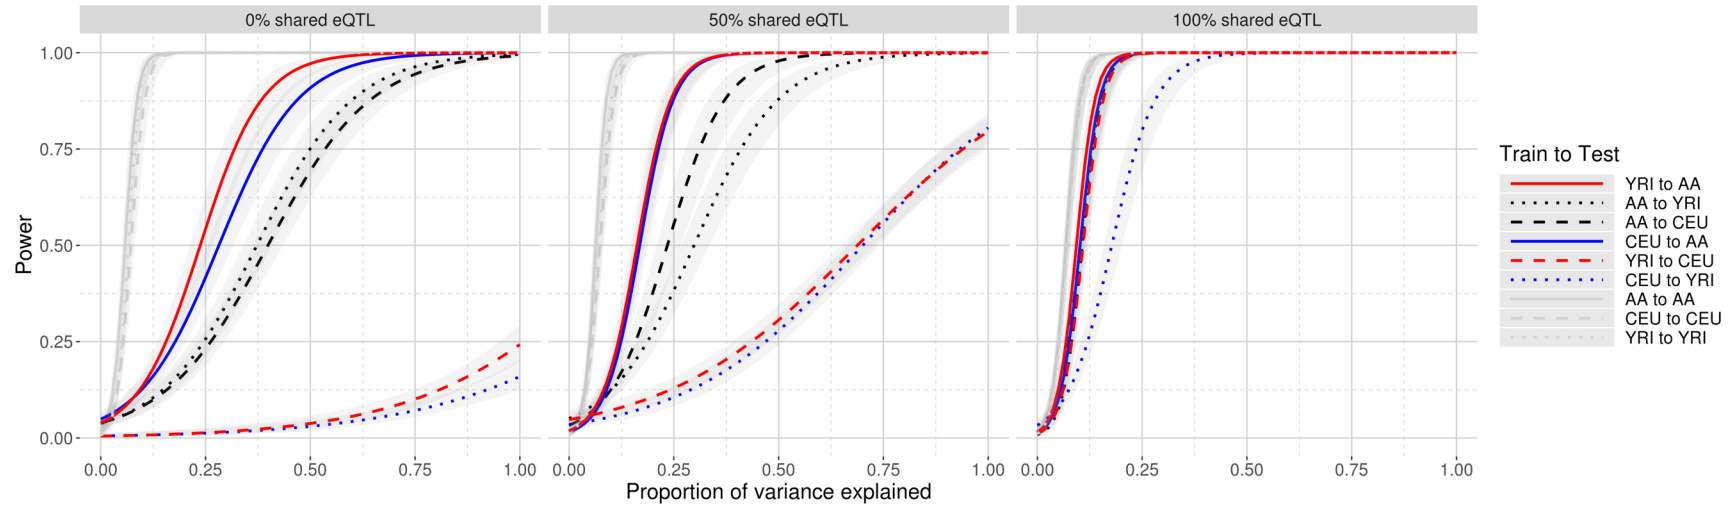 0% shared eQTL
50% shared eQTL
100% shared eQTL
Power
1.00
0.75
0.50
0.25
0.00
0.00 0.25 0.50 0.75 1.00
0.00 0.25 0.50 0.75 1.00
0.00 0.25 0.50 0.75 1.00
Proportion of variance explained
Train to Test
YRI to AA
AA to YRI
AA to CEU
CEU to AA
YRI to CEU
CEU to YRI
AA to AA
CEU to CEU
YRI to YRI